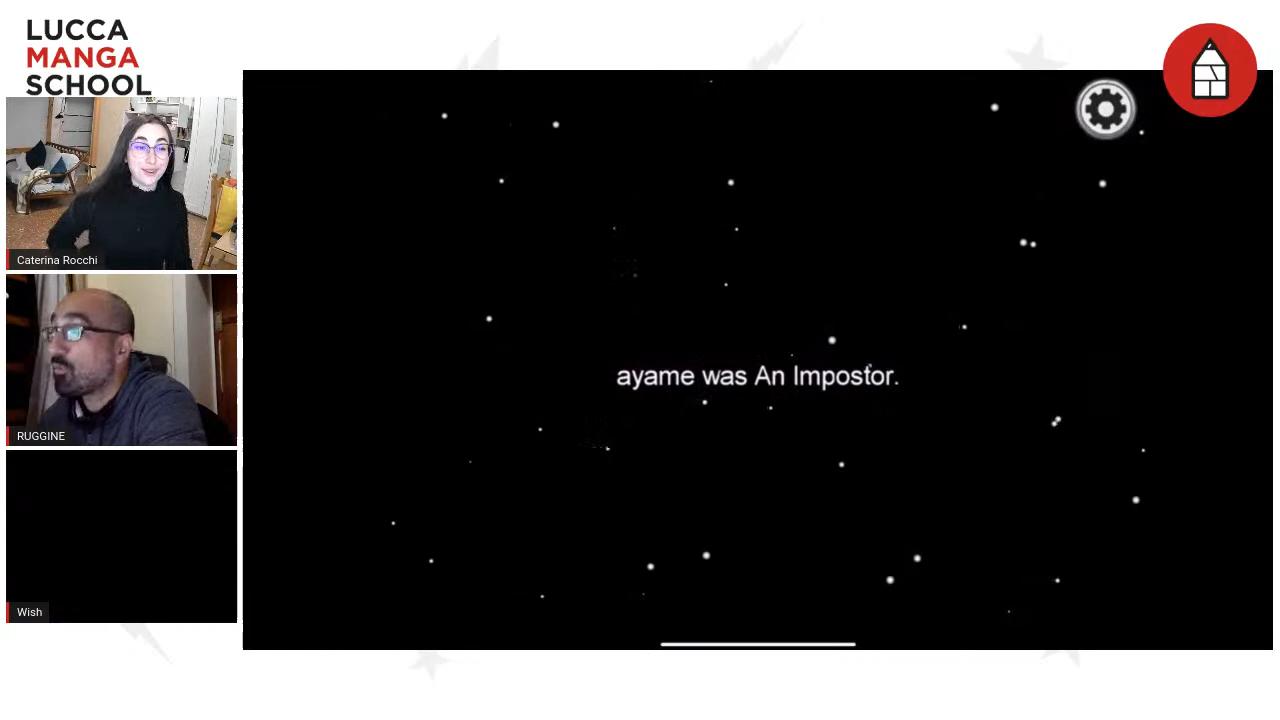 LUCCA
MANGA
SCHOOL
Caterina Rocchi
RUGGINE
Wish
ayame was An Impostor.